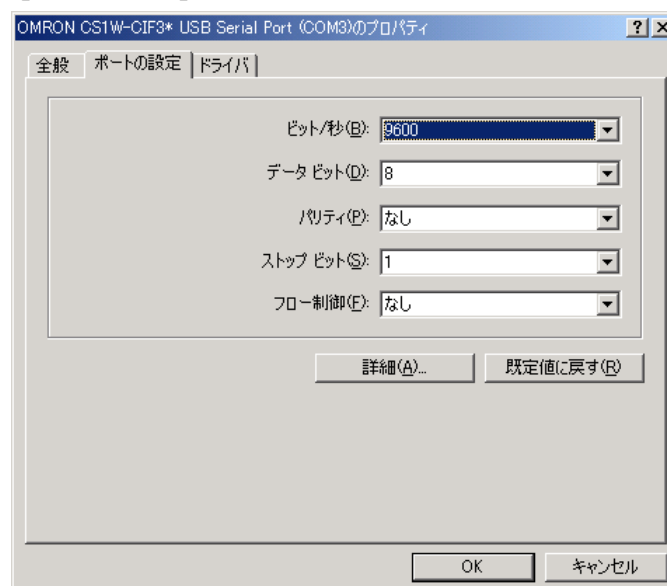 OMRON CS1W-CIF3* USB Serial Port (COM3)のプロパティ
全般 ポートの設定 ドライバ
ビット/秒(B): 9600
データ ビット(D): 8
パリティ(P): なし
ストップ ビット(S): 1
フロー制御(F): なし
詳細(A)... 既定値に戻す(R)
OK キャンセル